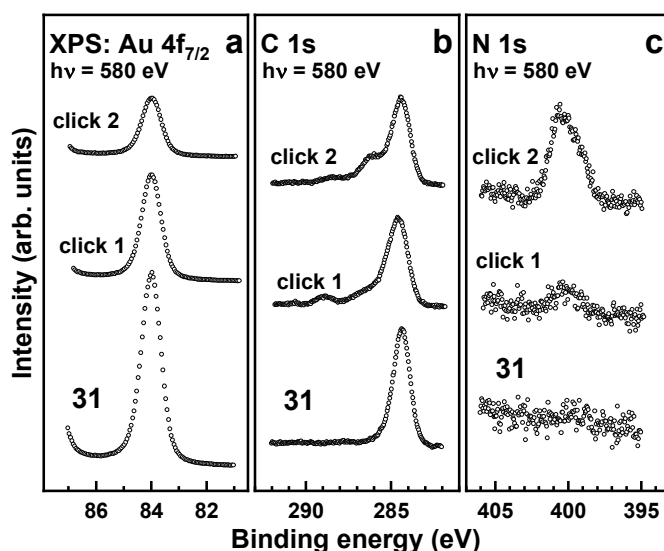 XPS: Au 4f7/2 a
hν = 580 eV
click 2
click 1
31
86 84 82
C 1s b
hν = 580 eV
click 2
click 1
31
290 285
N 1s c
hν = 580 eV
click 2
click 1
31
405 400 395
Intensity (arb. units)
Binding energy (eV)